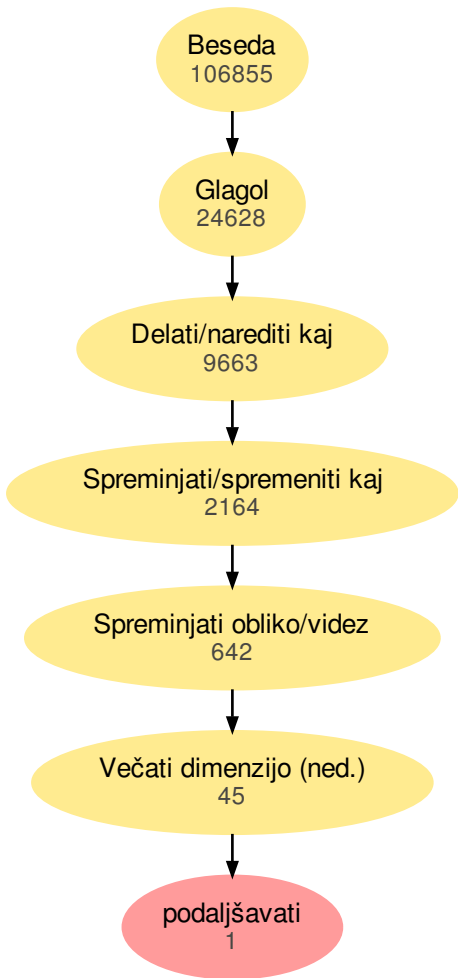 Beseda
106855
Glagol
24628
Delati/narediti kaj
9663
Spreminjati/spremeniti kaj
2164
Spreminjati obliko/videz
642
Večati dimenzijo (ned.)
45
podaljšavati
1